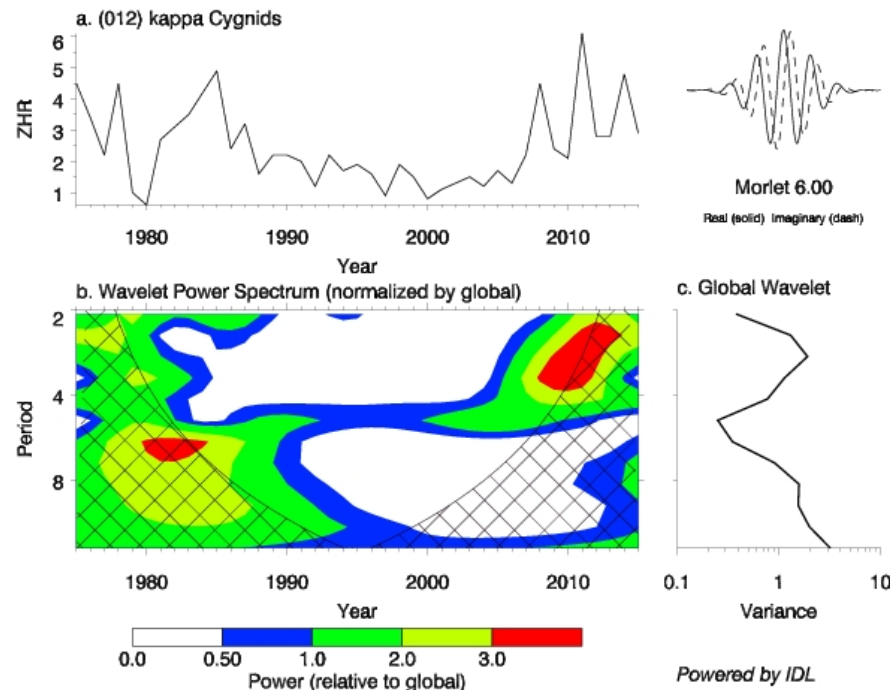 a. (012) kappa Cygnids
6
5
4
3
2
1
ZHR
1980 1990 2000 2010
Year
Morlet 6.00
Real (solid) Imaginary (dash)
b. Wavelet Power Spectrum (normalized by global)
2
4
8
Period
1980 1990 2000 2010
Year
c. Global Wavelet
0.1 1 10
Variance
0.0 0.50 1.0 2.0 3.0
Power (relative to global)
Powered by IDL